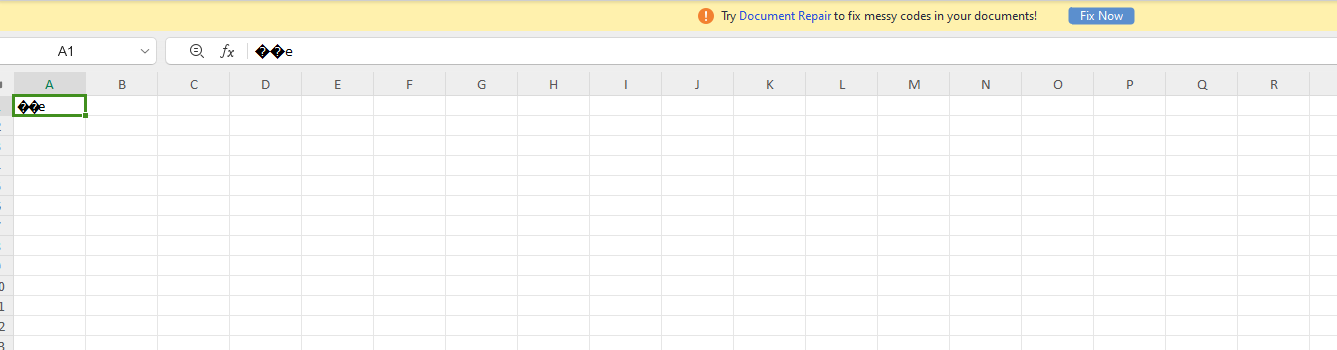 Try Document Repair to fix messy codes in your documents! Fix Now
A1 fx ��e
A B C D E F G H I J K L M N O P Q R
��e